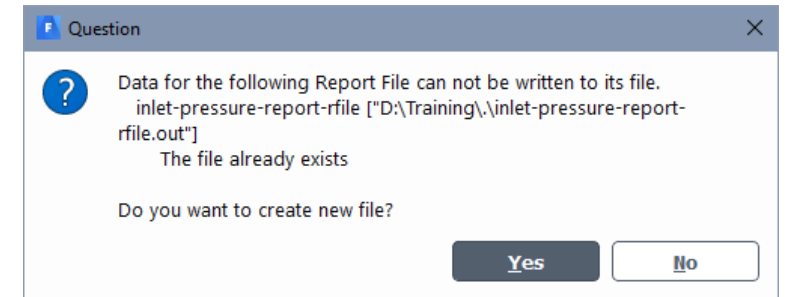 F Question
Data for the following Report File can not be written to its file.
inlet-pressure-report-rfile ["D:\Training\.\inlet-pressure-report-
rfile.out"]
The file already exists
Do you want to create new file?
Yes No